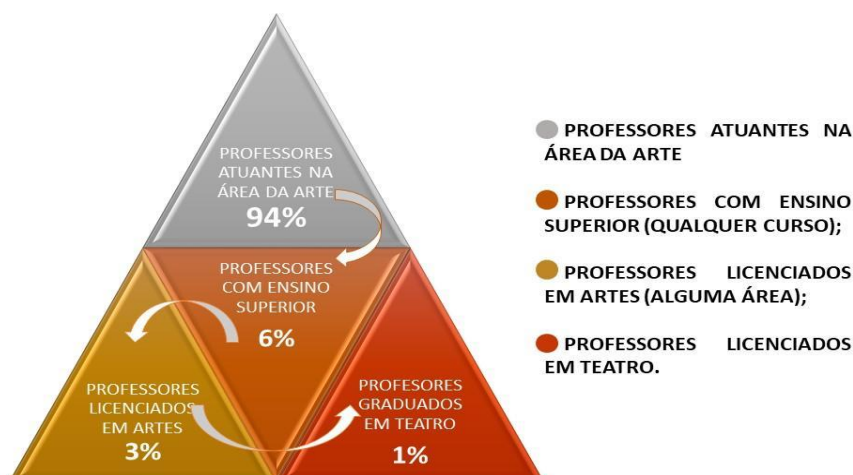 PROFESSORES
ATUANTES NA
ÁREA DA ARTE
94%
PROFESSORES
COM ENSINO
SUPERIOR
6%
PROFESSORES
LICENCIADOS
EM ARTES
3%
PROFESORES
GRADUADOS
EM TEATRO
1%
PROFESSORES ATUANTES NA
ÁREA DA ARTE
PROFESSORES COM ENSINO
SUPERIOR (QUALQUER CURSO);
PROFESSORES LICENCIADOS
EM ARTES (ALGUMA ÁREA);
PROFESSORES LICENCIADOS
EM TEATRO.